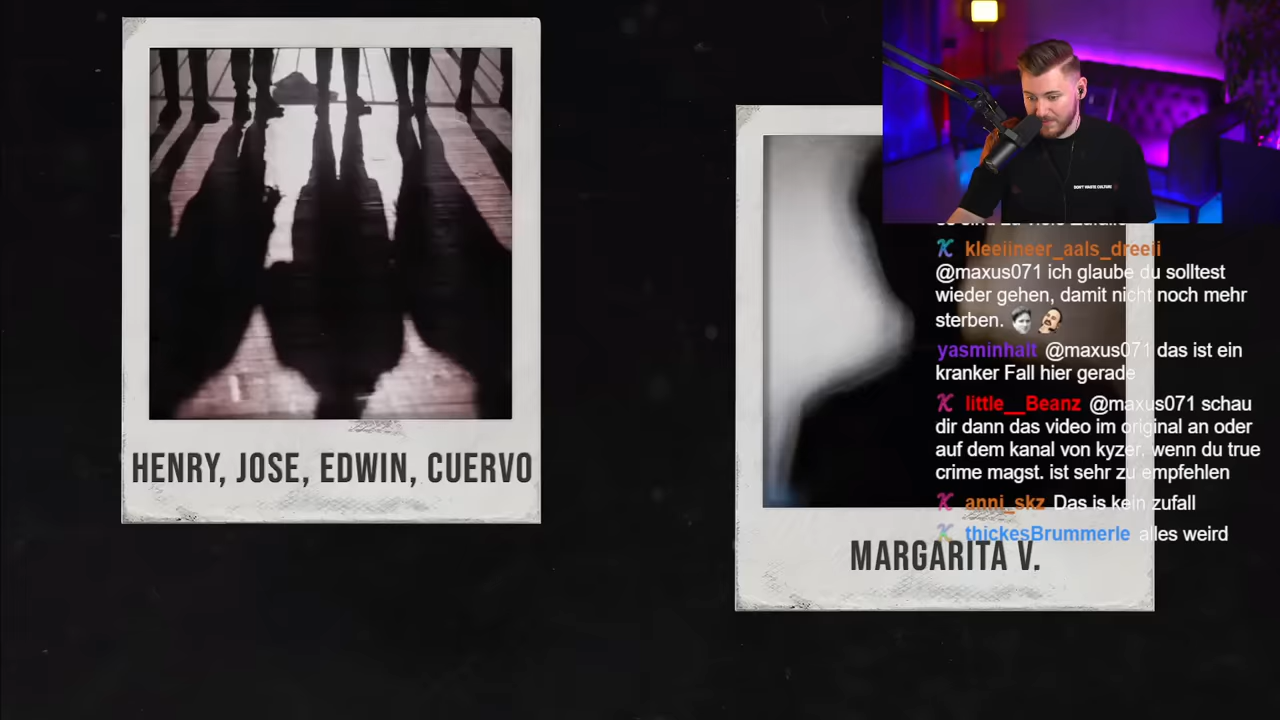 HENRY, JOSE, EDWIN, CUERVO
MARGARITA V.
DON'T WASTE CULTURE
kleeiineer_aals_dreeii
@maxus071 ich glaube du solltest
wieder gehen, damit nicht noch mehr
sterben.
yasminhalt @maxus071 das ist ein
kranker Fall hier gerade
little__Beanz @maxus071 schau
dir dann das video im original an oder
auf dem kanal von kyzer, wenn du true
crime magst. ist sehr zu empfehlen
anni_skz Das is kein zufall
thickesBrummerle alles weird